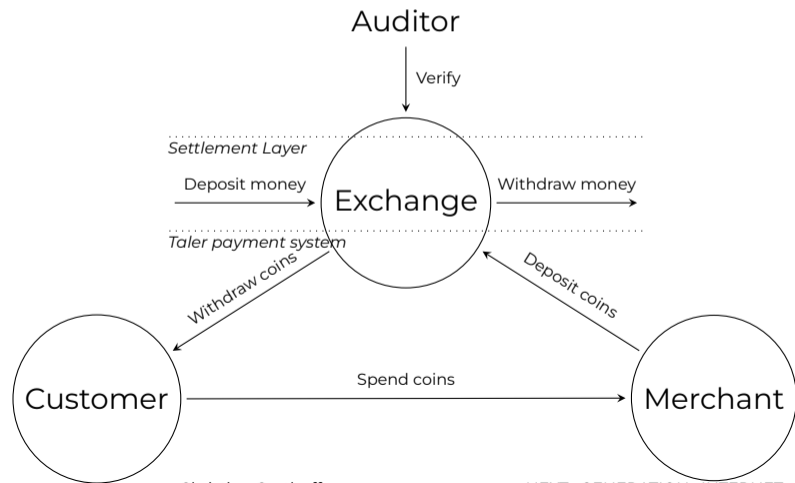 Auditor
Verify
Settlement Layer
Deposit money
Exchange
Withdraw money
Taler payment system
Withdraw coins
Deposit coins
Customer
Spend coins
Merchant